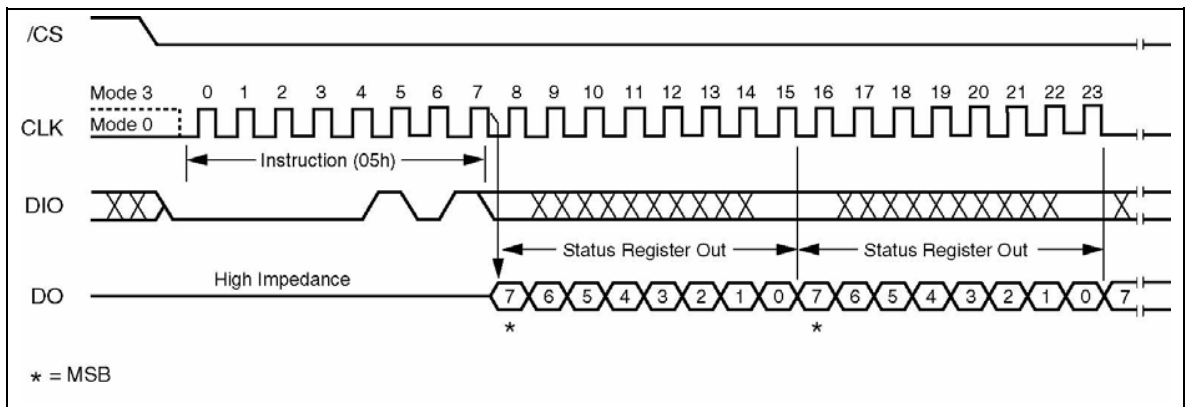 /CS
Mode 3
0 1 2 3 4 5 6 7 8 9 10 11 12 13 14 15 16 17 18 19 20 21 22 23
CLK
Mode 0
Instruction (05h)
DIO
Status Register Out
Status Register Out
High Impedance
DO
7 6 5 4 3 2 1 0 7 6 5 4 3 2 1 0 7
* *
* = MSB